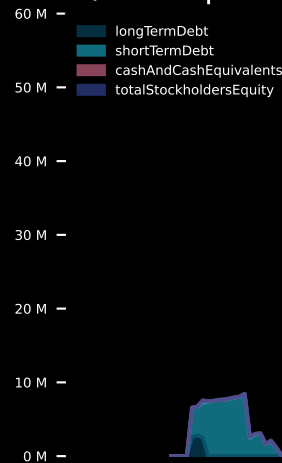 60 M
longTermDebt
shortTermDebt
cashAndCashEquivalents
totalStockholdersEquity
50 M
40 M
30 M
20 M
10 M
0 M